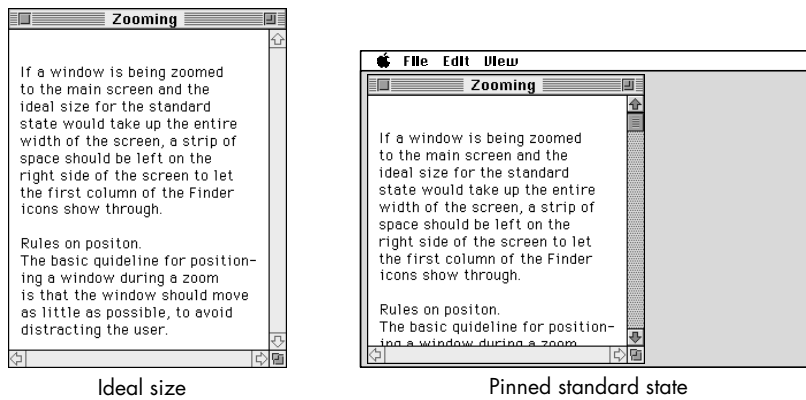 Zooming
If a window is being zoomed
to the main screen and the
ideal size for the standard
state would take up the entire
width of the screen, a strip of
space should be left on the
right side of the screen to let
the first column of the Finder
icons show through.
Rules on positon.
The basic quideline for position-
ing a window during a zoom
is that the window should move
as little as possible, to avoid
distracting the user.
Ideal size
File Edit View
Zooming
If a window is being zoomed
to the main screen and the
ideal size for the standard
state would take up the entire
width of the screen, a strip of
space should be left on the
right side of the screen to let
the first column of the Finder
icons show through.
Rules on positon.
The basic quideline for position-
ing a window during a zoom
Pinned standard state